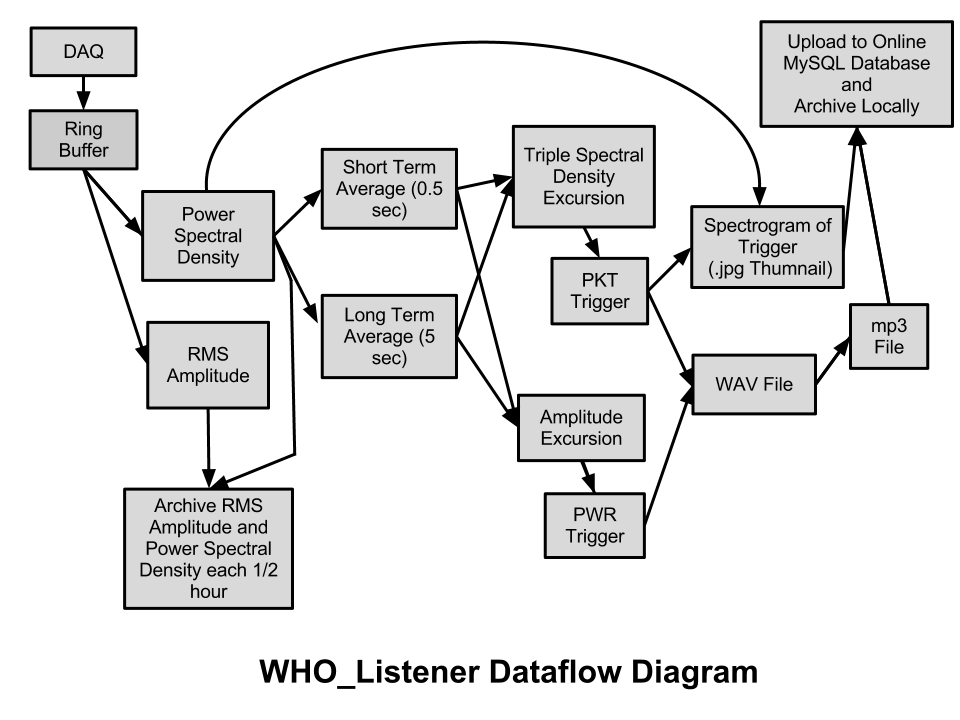 DAQ
Ring
Buffer
Power
Spectral
Density
RMS
Amplitude
Archive RMS
Amplitude and
Power Spectral
Density each 1/2
hour
Short Term
Average (0.5
sec)
Long Term
Average (5
sec)
Triple Spectral
Density
Excursion
PKT
Trigger
Amplitude
Excursion
PWR
Trigger
Spectrogram of
Trigger
(.jpg Thumnail)
WAV File
mp3
File
Upload to Online
MySQL Database
and
Archive Locally
WHO_Listener Dataflow Diagram